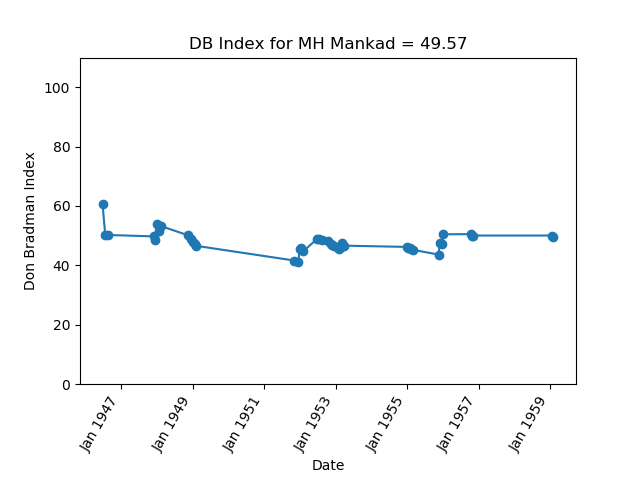 DB Index for MH Mankad = 49.57
Don Bradman Index
100
80
60
40
20
0
Jan 1947
Jan 1949
Jan 1951
Jan 1953
Jan 1955
Jan 1957
Jan 1959
Date